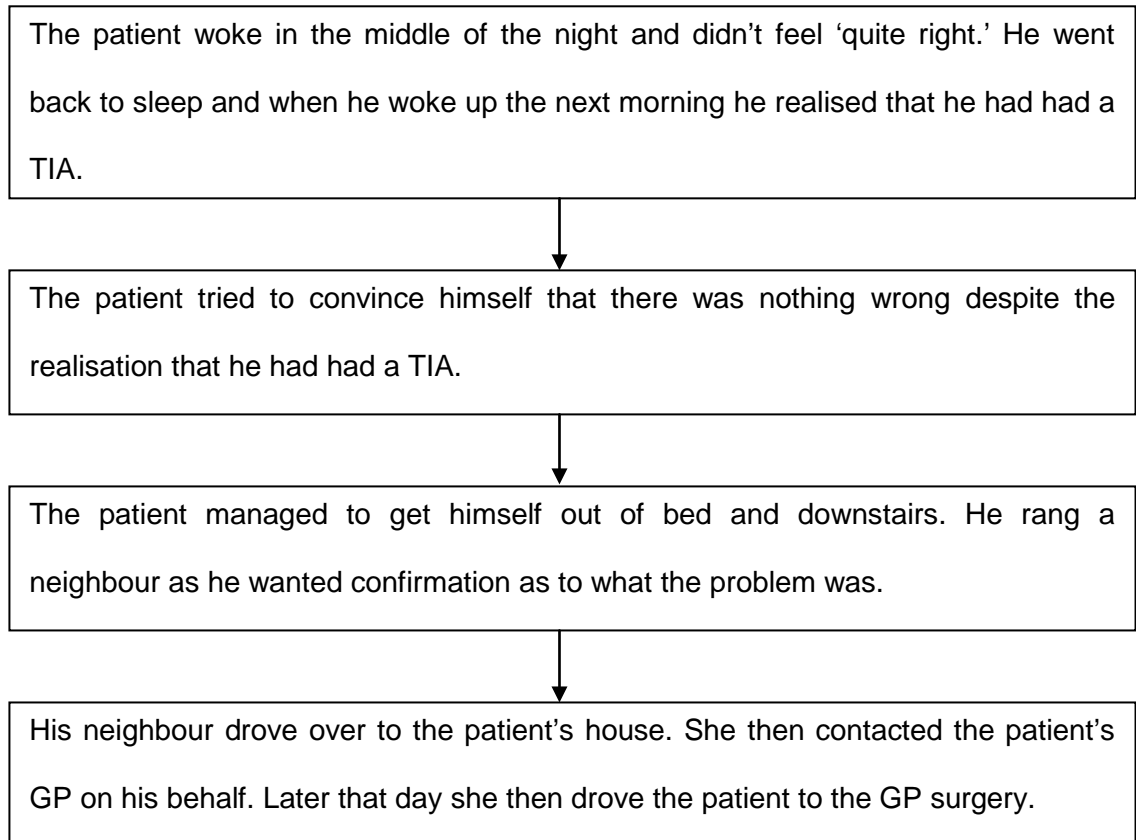 The patient woke in the middle of the night and didn't feel ‘quite right.’ He went
back to sleep and when he woke up the next morning he realised that he had had a
TIA.
The patient tried to convince himself that there was nothing wrong despite the
realisation that he had had a TIA.
The patient managed to get himself out of bed and downstairs. He rang a
neighbour as he wanted confirmation as to what the problem was.
His neighbour drove over to the patient’s house. She then contacted the patient’s
GP on his behalf. Later that day she then drove the patient to the GP surgery.